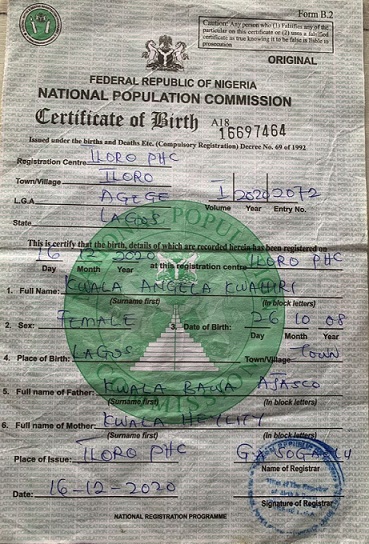 Form B.2
Caution: Any person who (1) Falsifies any of the
particular on this certificate or (2) uses a falsified
certificate as true knowing it to be false is liable to
prosecution
ORIGINAL
FEDERAL REPUBLIC OF NIGERIA
NATIONAL POPULATION COMMISSION
Certificate of Birth A18 16697464
Issued under the births and Deaths Etc. (Compulsory Registration) Decree No. 69 of 1992
Registration Centre ILORO PHC
Town/Village ILORO
L.G.A AGEGE 1 2020 2072
Volume Year Entry No.
State LAGOS
This is certify that the birth, details of which are recorded herein has been registered on
16 12 2020 at this registration centre ILORO PHC
Day Month Year
1. Full Name: KWALA ANGELA KWAHIRI
(Surname first) (In block letters)
2. Sex: FEMALE 3. Date of Birth: 26 10 08
Day Month Year
4. Place of Birth: LAGOS Town/Village TOWN
5. Full name of Father: KWALA BAWA ASASCO
(Surname first) (In block letters)
6. Full name of Mother: KWALA
(Surname first) (In block letters)
Place of Issue: ILORO PHC
Name of Registrar
Date: 16-12-2020
Signature of Registrar
NATIONAL REGISTRATION PROGRAMME